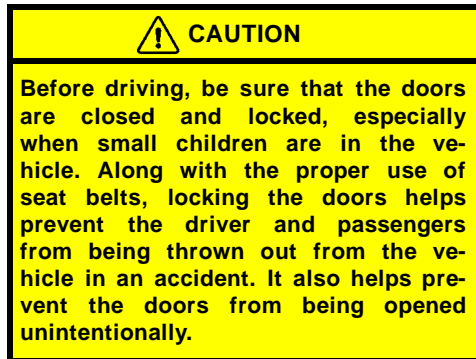 CAUTION
Before driving, be sure that the doors
are closed and locked, especially
when small children are in the ve-
hicle. Along with the proper use of
seat belts, locking the doors helps
prevent the driver and passengers
from being thrown out from the ve-
hicle in an accident. It also helps pre-
vent the doors from being opened
unintentionally.